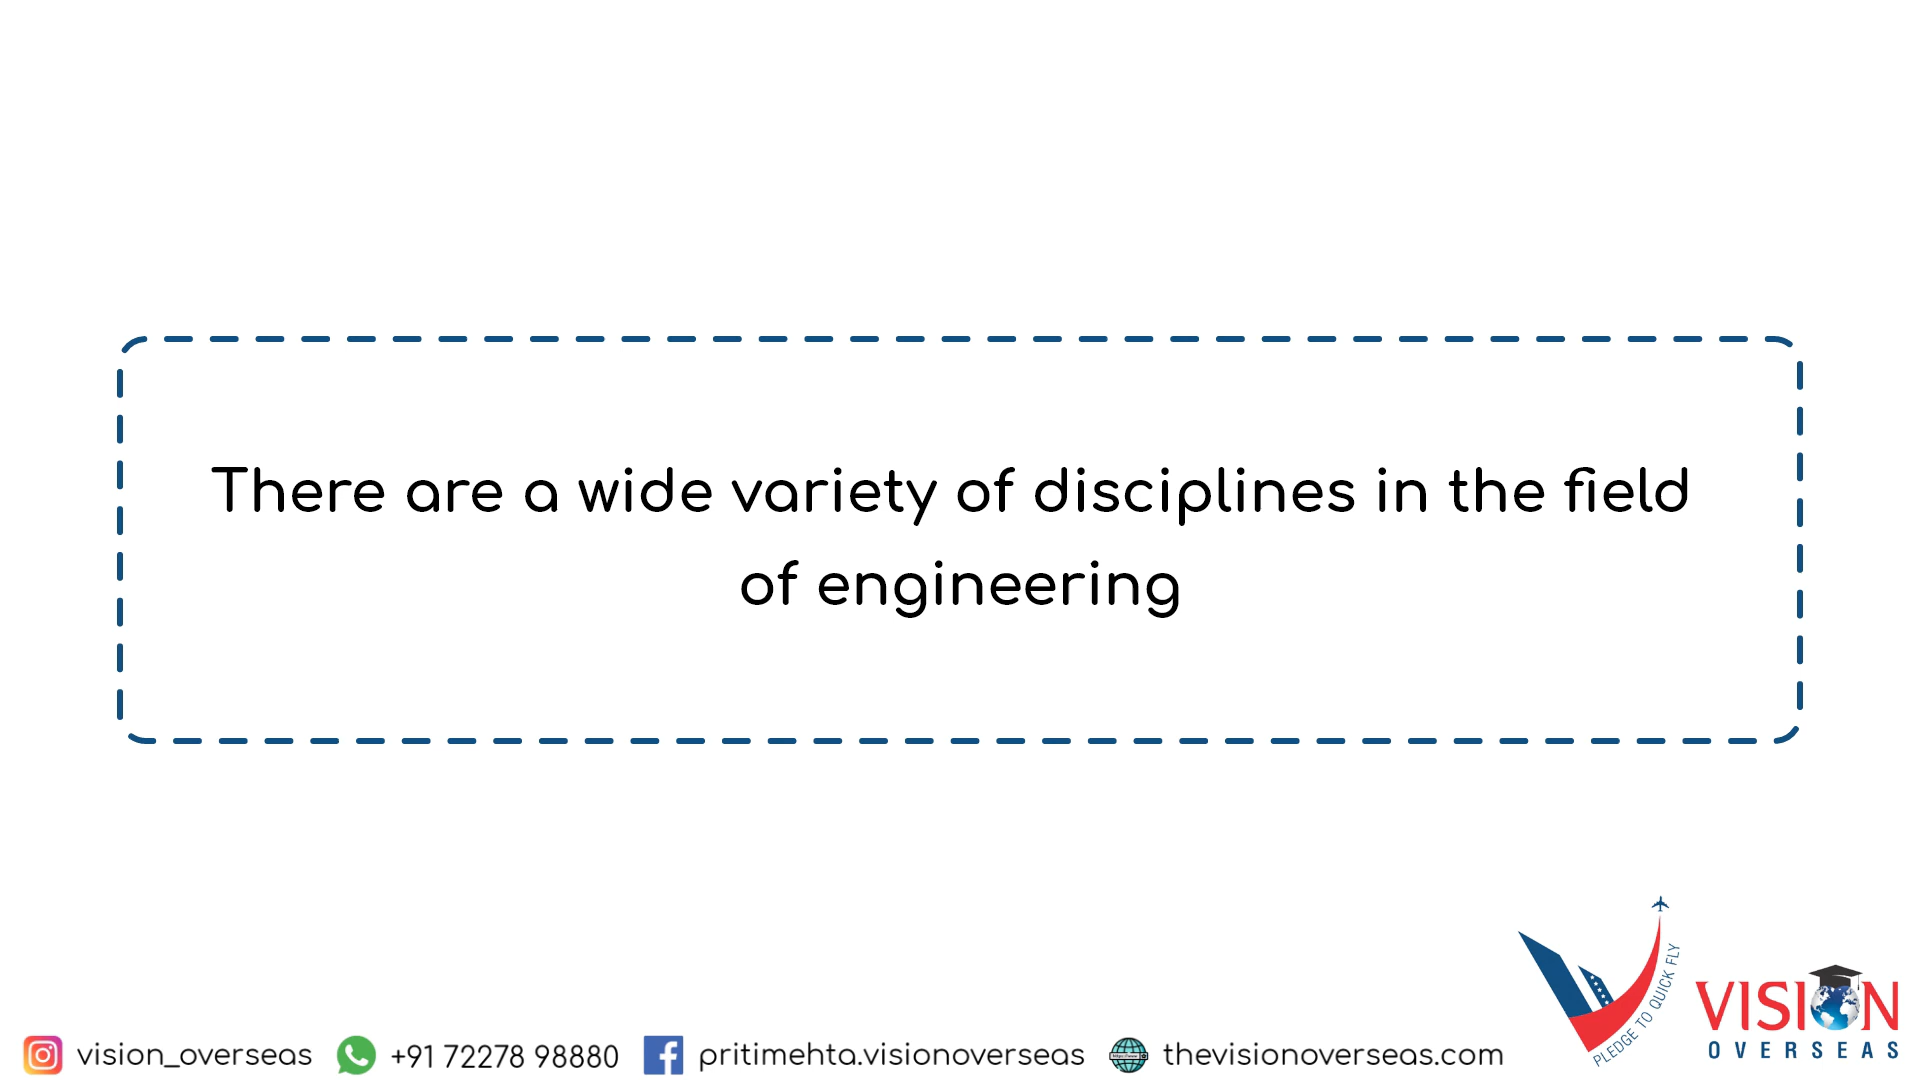 There are a wide variety of disciplines in the field
of engineering
PLEDGE TO QUICK FLY
VISION
OVERSEAS
vision_overseas +91 72278 98880 pritimehta.visionoverseas thevisionoverseas.com